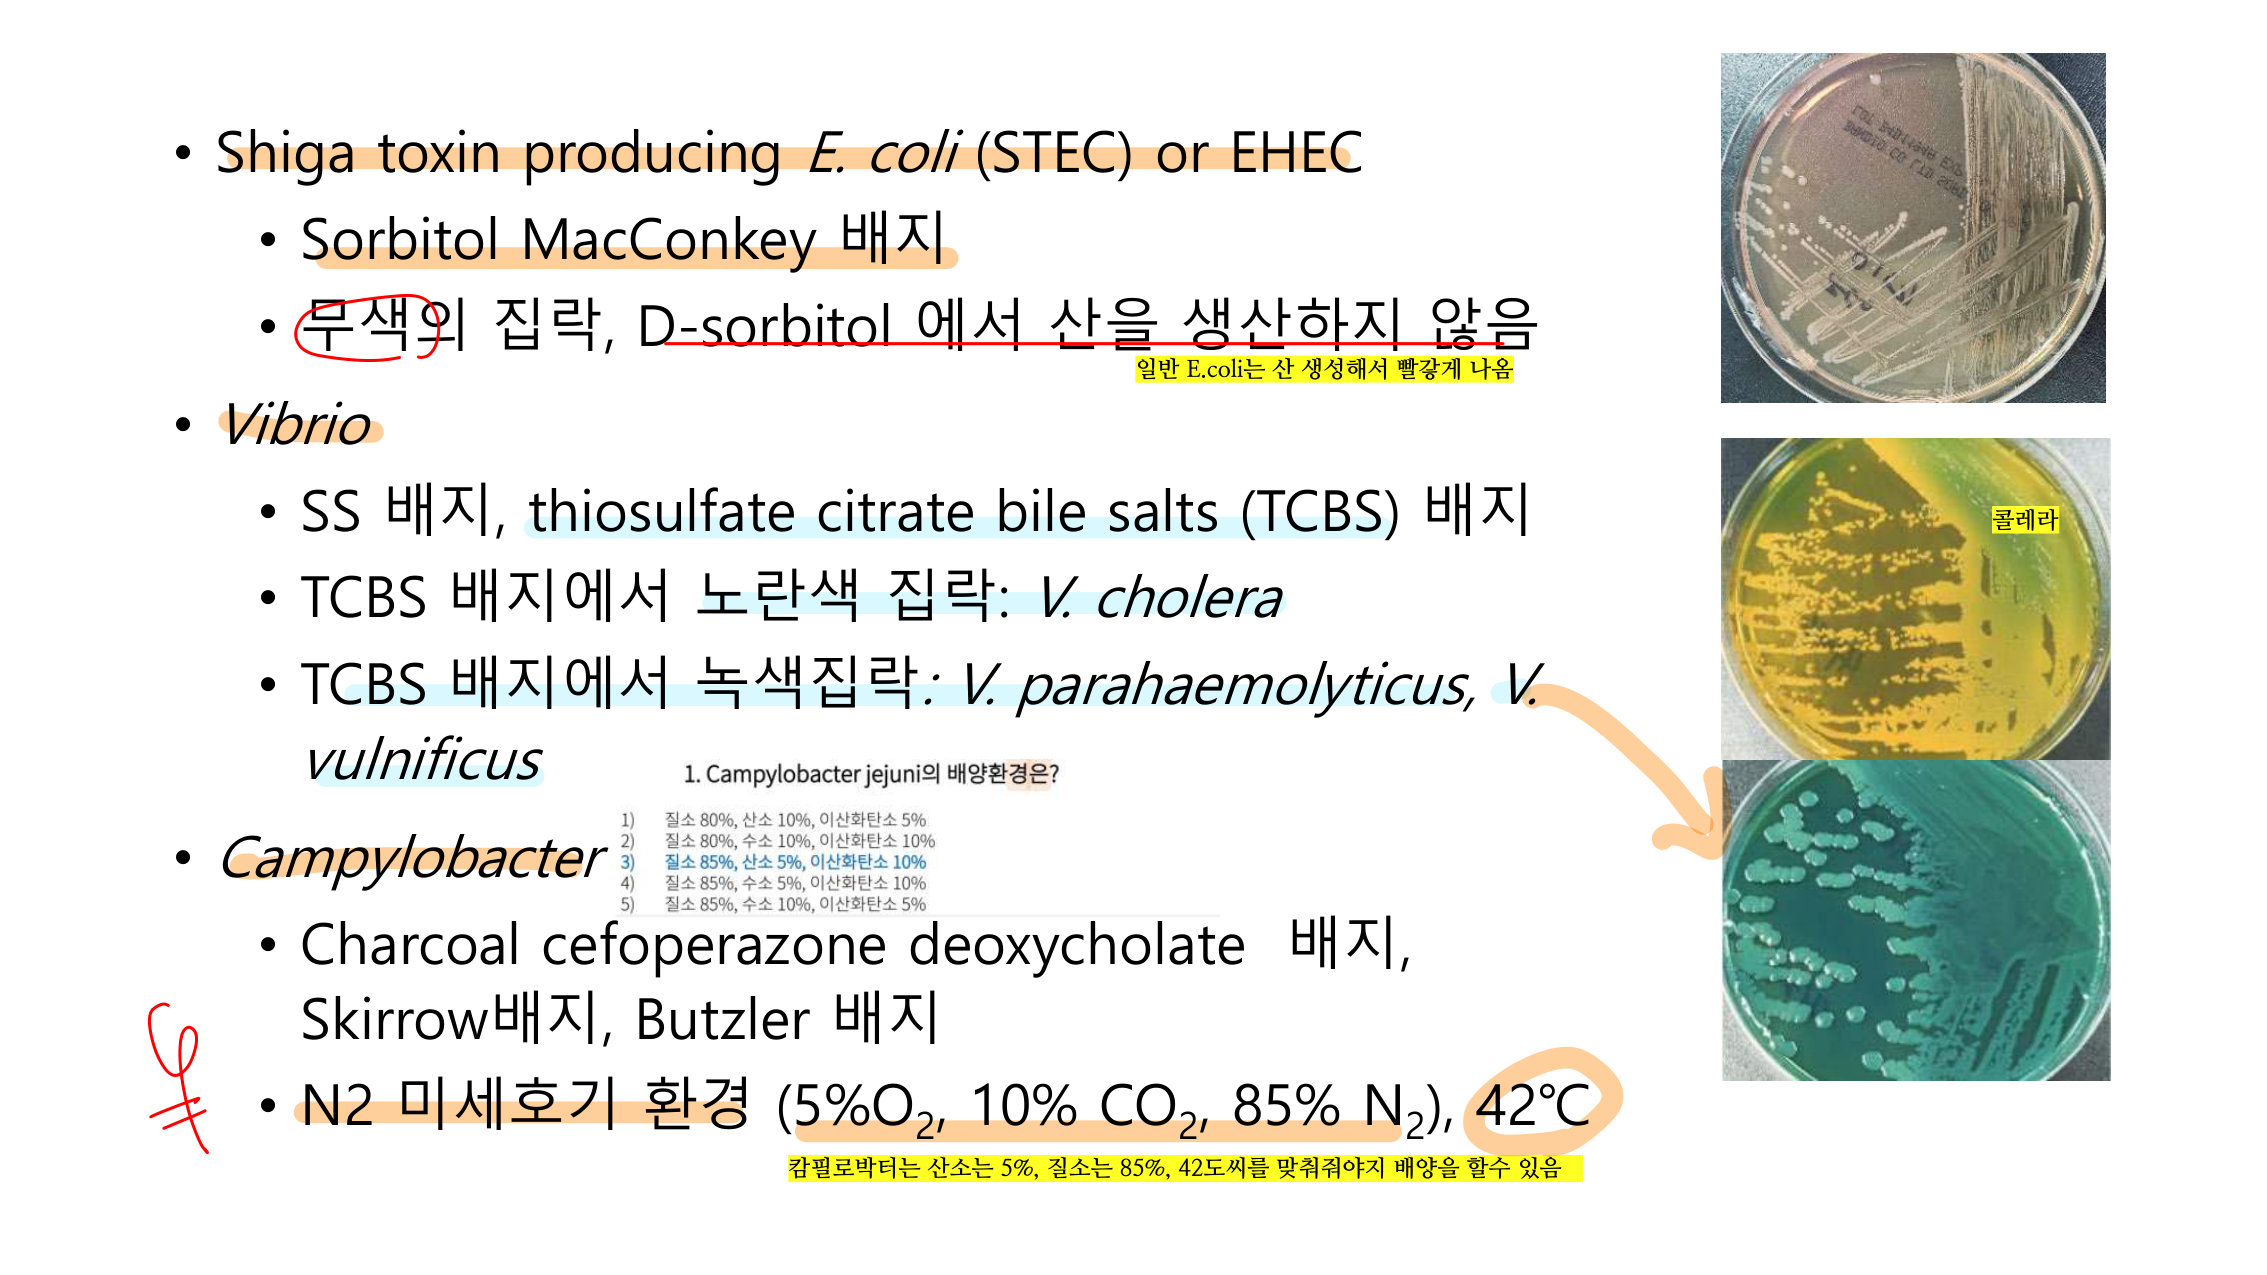 • Shiga toxin producing E. coli (STEC) or EHEC
• Sorbitol MacConkey 배지
• 무색의 집락, D-sorbitol 에서 산을 생산하지 않음
일반 E.coli는 산 생성해서 빨갛게 나옴
• Vibrio
• SS 배지, thiosulfate citrate bile salts (TCBS) 배지
콜레라
• TCBS 배지에서 노란색 집락: V. cholera
• TCBS 배지에서 녹색집락: V. parahaemolyticus, V.
vulnificus
1. Campylobacter jejuni의 배양환경은?
1) 질소 80%, 산소 10%, 이산화탄소 5%
2) 질소 80%, 수소 10%, 이산화탄소 10%
3) 질소 85%, 산소 5%, 이산화탄소 10%
4) 질소 85%, 수소 5%, 이산화탄소 10%
5) 질소 85%, 수소 10%, 이산화탄소 5%
• Campylobacter
• Charcoal cefoperazone deoxycholate 배지,
Skirrow배지, Butzler 배지
• N2 미세호기 환경 (5%O₂, 10% CO₂, 85% N₂), 42℃
캄필로박터는 산소는 5%, 질소는 85%, 42도씨를 맞춰줘야지 배양을 할수 있음